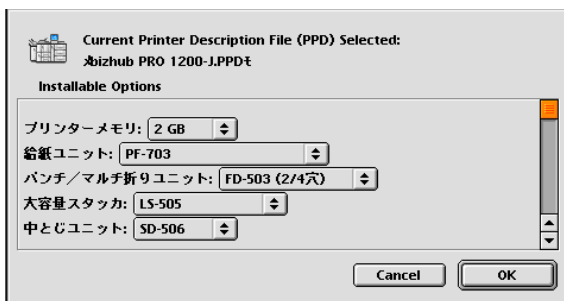 Current Printer Description File (PPD) Selected:
bizhub PRO 1200-J.PPD
Installable Options
プリンターメモリ: 2 GB
給紙ユニット: PF-703
パンチ／マルチ折りユニット: FD-503 (2/4穴)
大容量スタッカ: LS-505
中とじユニット: SD-506
Cancel OK